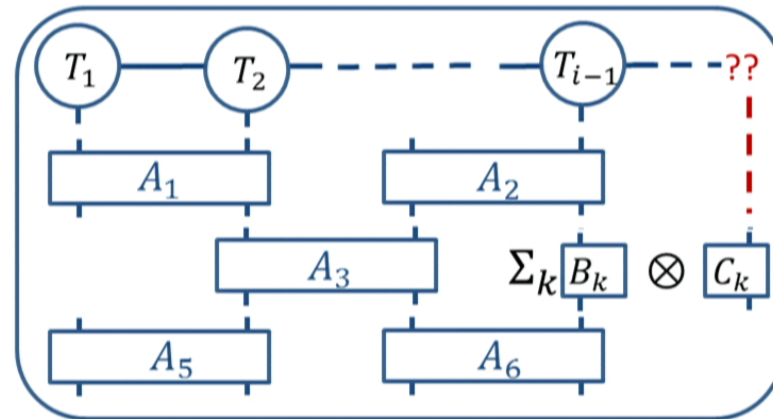 T₁ T₂ Tᵢ₋₁ ??
A₁ A₂
A₃ Σₖ Bₖ ⊗ Cₖ
A₅ A₆